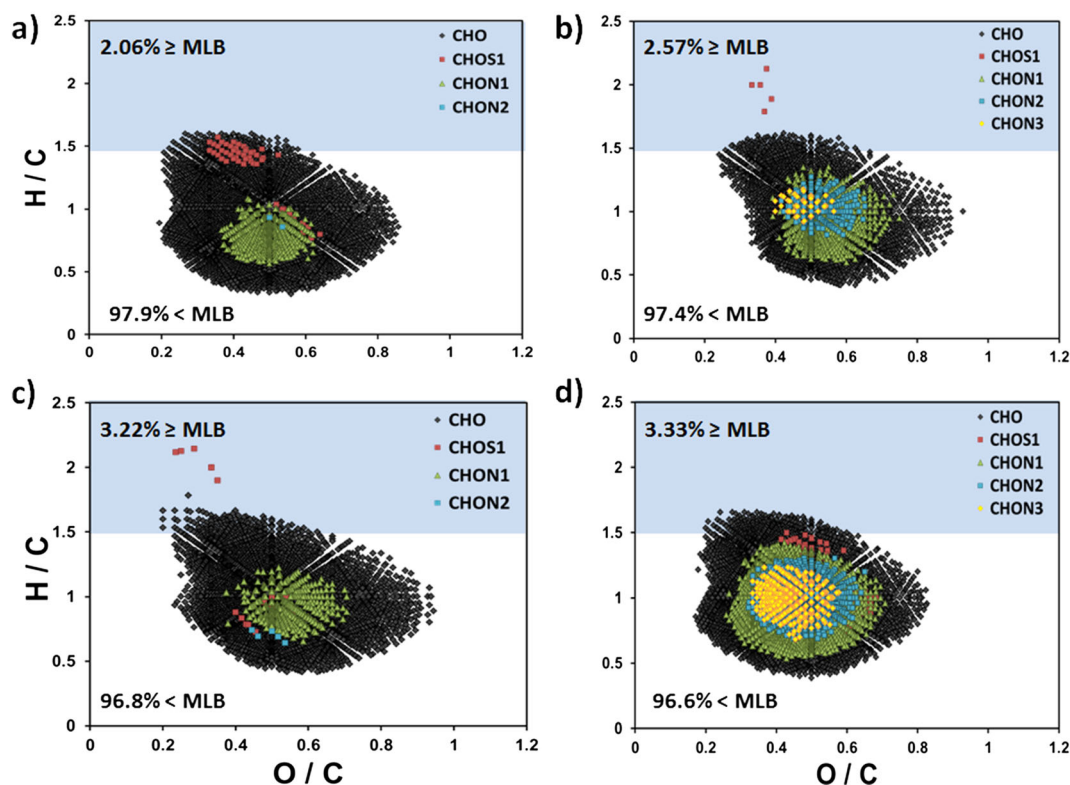 a)
2.5
2
1.5
1
0.5
0
H / C
2.06% ≥ MLB
CHO
CHOS1
CHON1
CHON2
97.9% < MLB
0 0.2 0.4 0.6 0.8 1 1.2
b)
2.5
2
1.5
1
0.5
0
2.57% ≥ MLB
CHO
CHOS1
CHON1
CHON2
CHON3
97.4% < MLB
0 0.2 0.4 0.6 0.8 1 1.2
c)
2.5
2
1.5
1
0.5
0
H / C
3.22% ≥ MLB
CHO
CHOS1
CHON1
CHON2
96.8% < MLB
0 0.2 0.4 0.6 0.8 1 1.2
O / C
d)
2.5
2
1.5
1
0.5
0
3.33% ≥ MLB
CHO
CHOS1
CHON1
CHON2
CHON3
96.6% < MLB
0 0.2 0.4 0.6 0.8 1 1.2
O / C